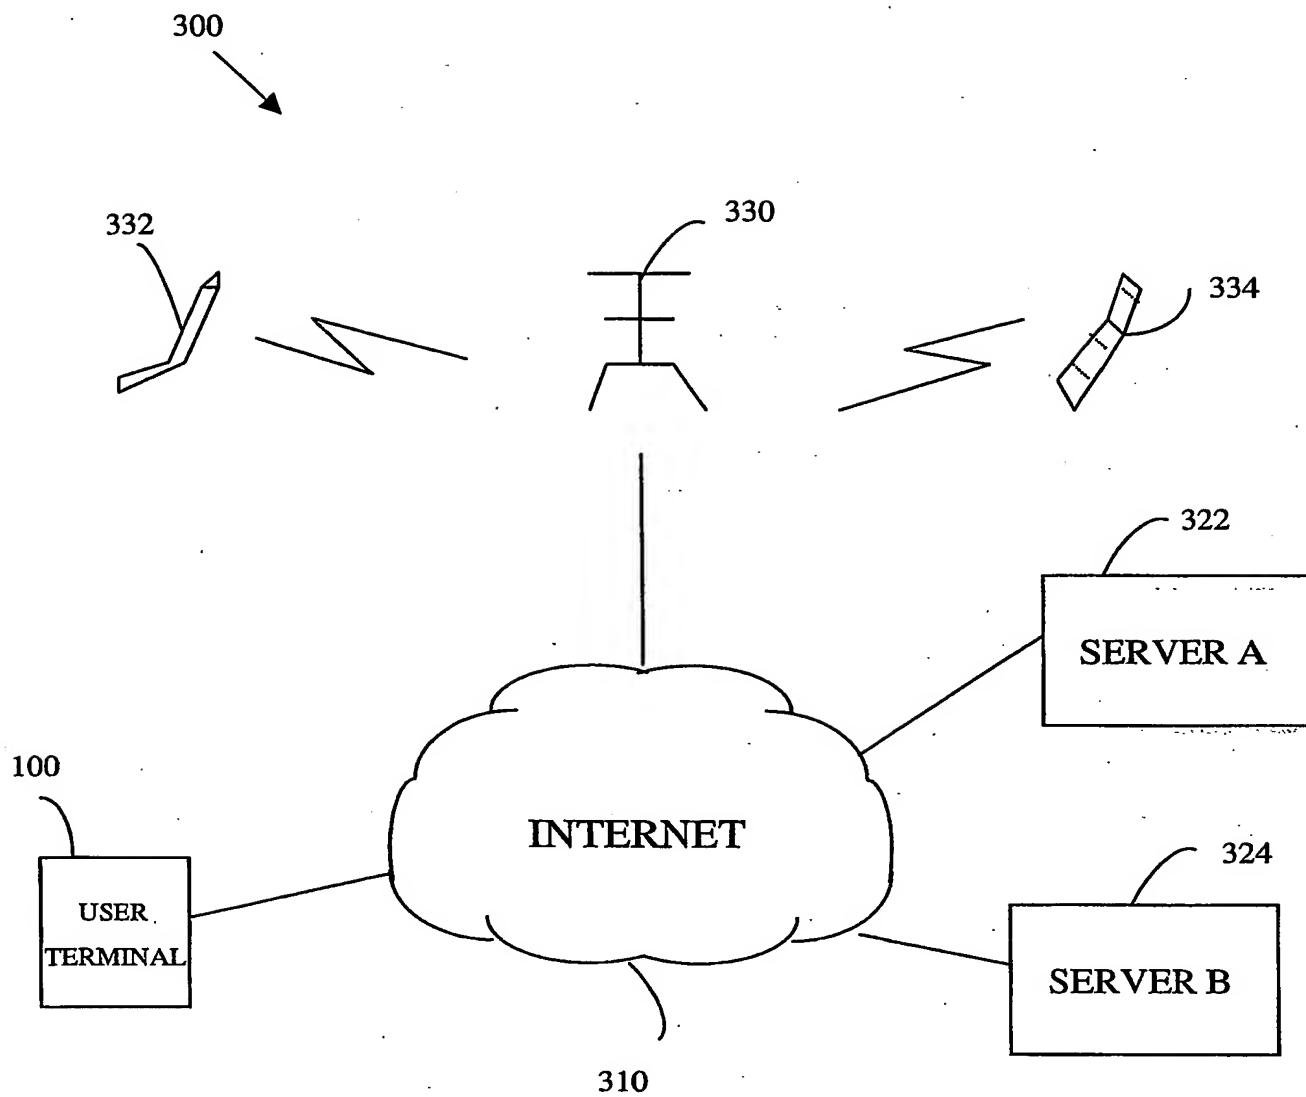 300
332
330
334
322
SERVER A
100
INTERNET
324
USER
TERMINAL
SERVER B
310